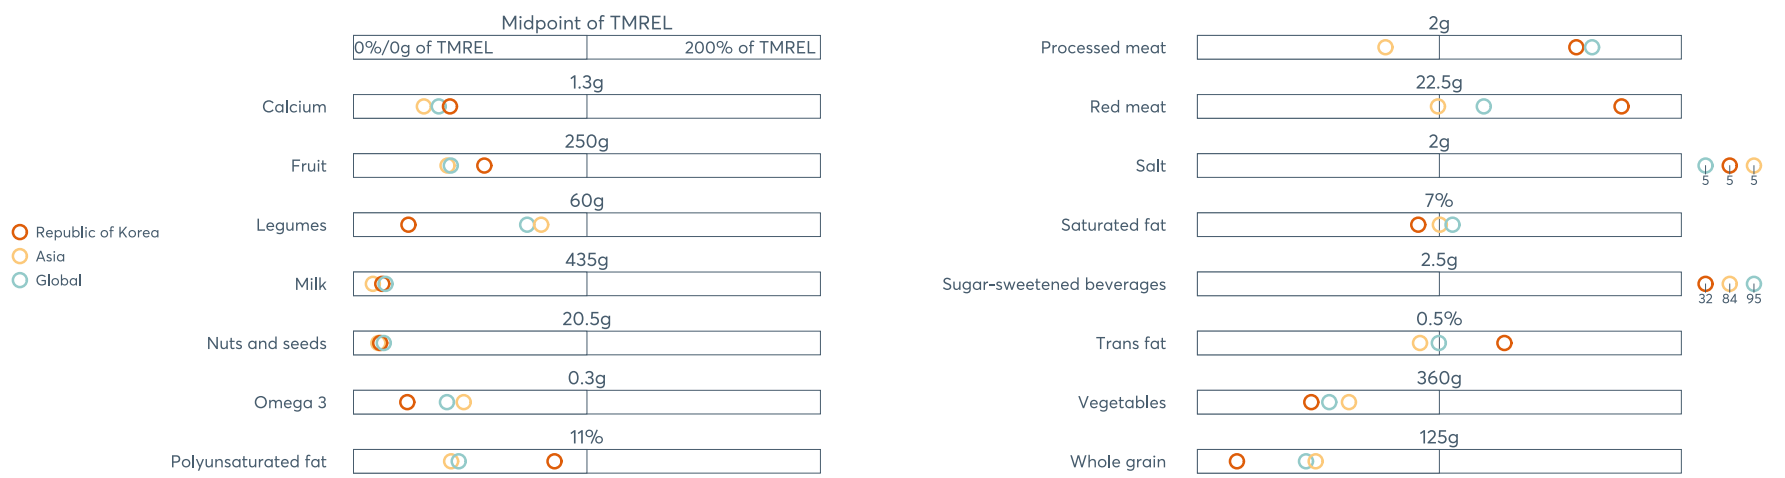 Midpoint of TMREL
0%/0g of TMREL 200% of TMREL
1.3g
Calcium
250g
Fruit
60g
Legumes
435g
Milk
20.5g
Nuts and seeds
0.3g
Omega 3
11%
Polyunsaturated fat
Republic of Korea
Asia
Global
2g
Processed meat
22.5g
Red meat
2g
Salt
5 5 5
7%
Saturated fat
2.5g
Sugar-sweetened beverages
32 84 95
0.5%
Trans fat
360g
Vegetables
125g
Whole grain